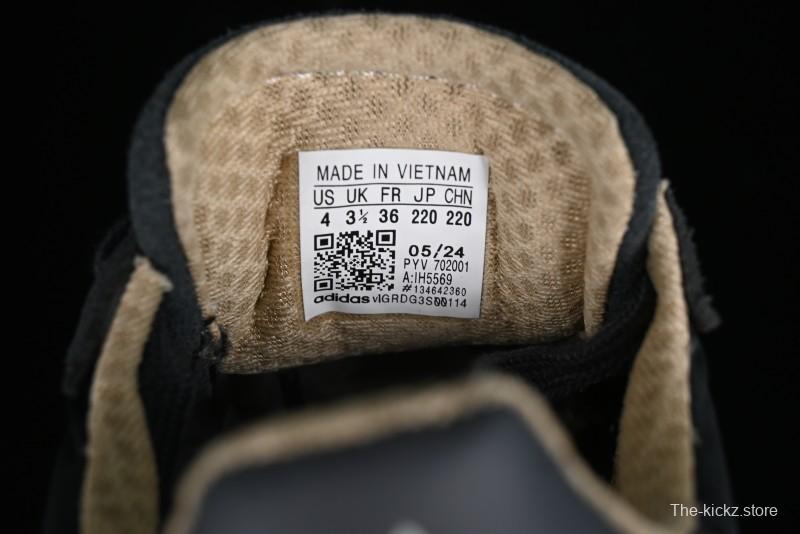 MADE IN VIETNAM
US UK FR JP CHN
4 3½ 36 220 220
05/24
PYV 702001
A:IH5569
#134642360
adidas
The-kickz.store